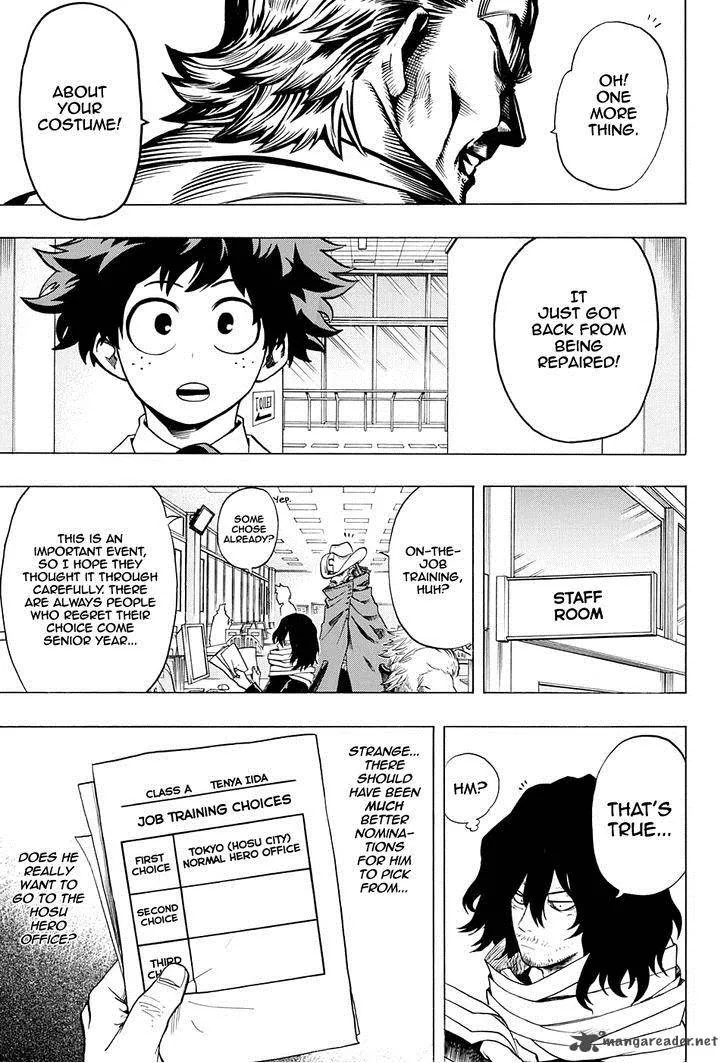 OH!
ONE
MORE
THING.
ABOUT
YOUR
COSTUME!
IT
JUST GOT
BACK FROM
BEING
REPAIRED!
TOILET
STAFF
ROOM
ON-THE-
JOB
TRAINING,
HUH?
SOME
CHOSE
ALREADY?
Yep.
THIS IS AN
IMPORTANT EVENT,
SO I HOPE THEY
THOUGHT IT THROUGH
CAREFULLY. THERE
ARE ALWAYS PEOPLE
WHO REGRET THEIR
CHOICE COME
SENIOR YEAR...
THAT'S
TRUE...
HM?
STRANGE...
THERE
SHOULD
HAVE BEEN
MUCH
BETTER
NOMINA-
TIONS
FOR HIM
TO PICK
FROM...
CLASS A TENYA IIDA
JOB TRAINING CHOICES
FIRST
CHOICE
TOKYO (HOSU CITY)
NORMAL HERO OFFICE
SECOND
CHOICE
THIRD
CH
DOES HE
REALLY
WANT TO
GO TO THE
HOSU
HERO
OFFICE?
mangareader.net